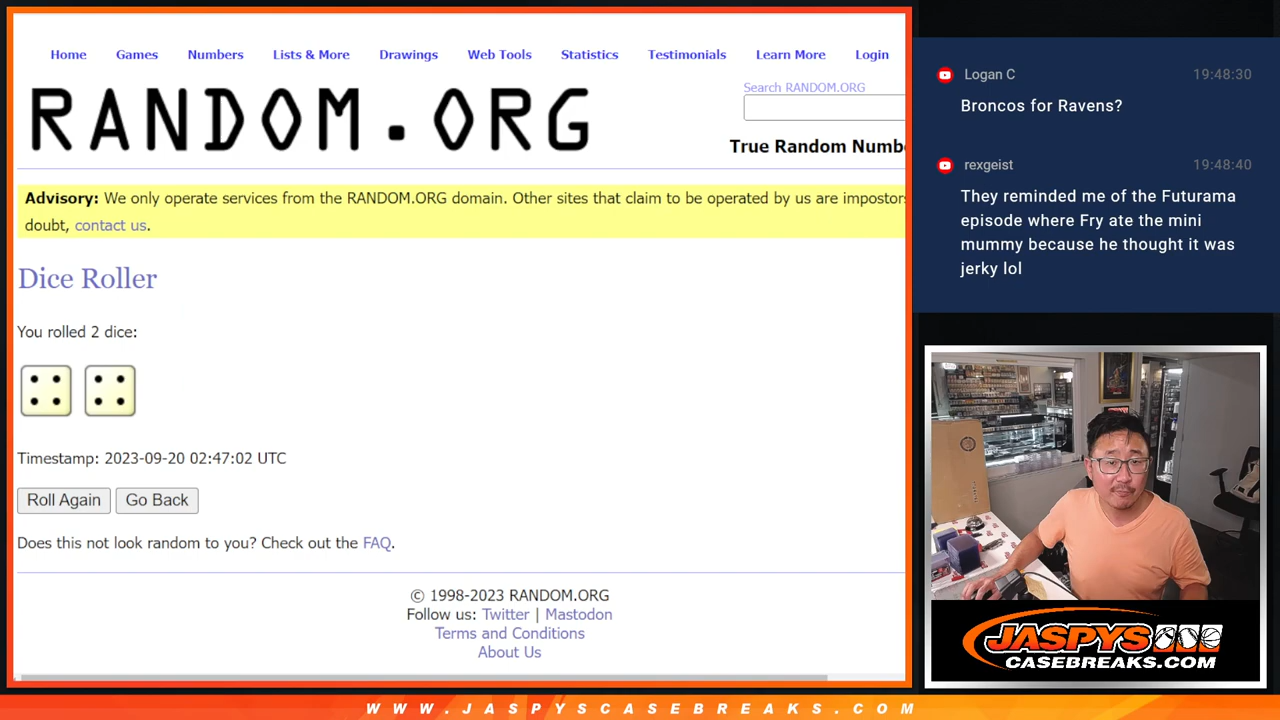 Home Games Numbers Lists & More Drawings Web Tools Statistics Testimonials Learn More Login
RANDOM.ORG
Search RANDOM.ORG
True Random Numbe
Advisory: We only operate services from the RANDOM.ORG domain. Other sites that claim to be operated by us are impostors
doubt, contact us.
Dice Roller
You rolled 2 dice:
Timestamp: 2023-09-20 02:47:02 UTC
Roll Again Go Back
Does this not look random to you? Check out the FAQ.
© 1998-2023 RANDOM.ORG
Follow us: Twitter | Mastodon
Terms and Conditions
About Us
Logan C 19:48:30
Broncos for Ravens?
rexgeist 19:48:40
They reminded me of the Futurama
episode where Fry ate the mini
mummy because he thought it was
jerky lol
JASPYS
CASEBREAKS.COM
WWW.JASPYSCASEBREAKS.COM